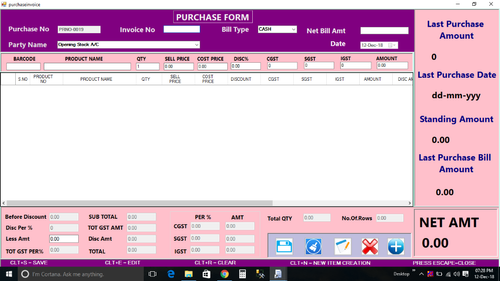 purchaseinvoice
PURCHASE FORM
Purchase No PRNO-0013 Invoice No Bill Type CASH Net Bill Amt
Party Name Opening Stock A/C Date 12-Dec-18
BARCODE PRODUCT NAME QTY SELL PRICE COST PRICE DISC% CGST SGST IGST AMOUNT
1 0.00 0.00 0 0 0 0.00
S.NO PRODUCT NO PRODUCT NAME QTY SELL PRICE COST PRICE DISCOUNT CGST SGST IGST AMOUNT DISC AM
Last Purchase Amount
0
Last Purchase Date
dd-mm-yyy
Standing Amount
0.00
Last Purchase Bill Amount
0.00
Before Discount 0.00 SUB TOTAL 0.00 PER % AMT Total QTY 0.00 No.Of.Rows 0.00
Disc Per % 0 TOT GST AMT 0.00 CGST 0.00 0.00
Less Amt 0.00 Disc Amt 0.00 SGST 0.00 0.00
TOT GST PER% 0.00 TOTAL 0.00 IGST 0.00 0.00
NET AMT
0.00
CLT+S - SAVE CLT+E - EDIT CLT+R - CLEAR CLT+N - NEW ITEM CREATION PRESS ESCAPE=CLOSE
I'm Cortana. Ask me anything.
Desktop
07:28 PM
12-Dec-18